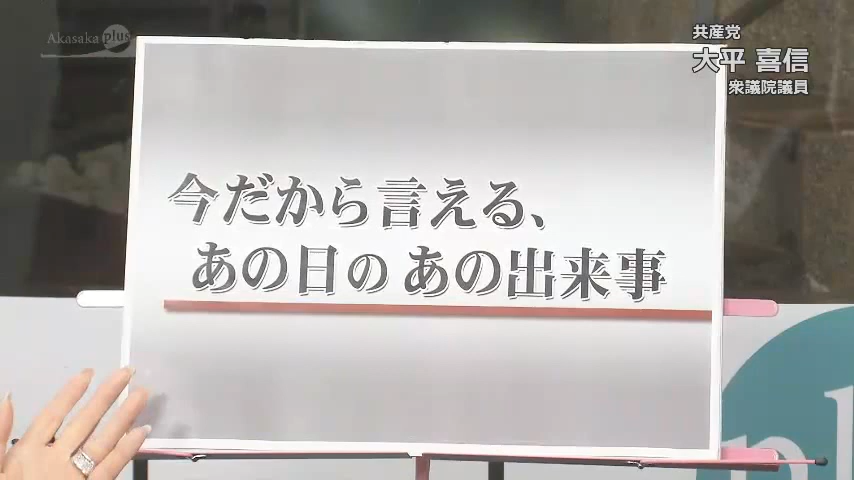 Akasaka plus
共産党
大平 喜信
衆議院議員
今だから言える、
あの日の あの出来事